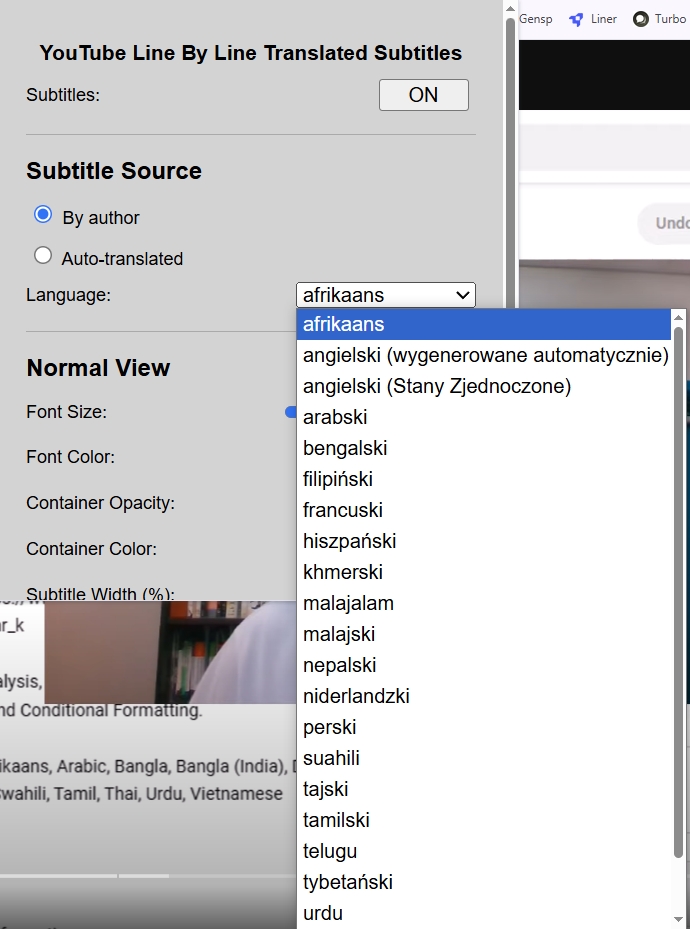 Gensp Liner Turbo
YouTube Line By Line Translated Subtitles
Subtitles: ON
Subtitle Source
By author
Auto-translated
Language: afrikaans
afrikaans
angielski (wygenerowane automatycznie)
angielski (Stany Zjednoczone)
arabski
bengalski
filipiński
francuski
hiszpański
khmerski
malajalam
malajski
nepalski
niderlandzki
perski
suahili
tajski
tamilski
telugu
tybetański
urdu
Normal View
Font Size:
Font Color:
Container Opacity:
Container Color:
Subtitle Width (%):
Undo
ar_k
alysis,
nd Conditional Formatting.
ikaans, Arabic, Bangla, Bangla (India),
Swahili, Tamil, Thai, Urdu, Vietnamese